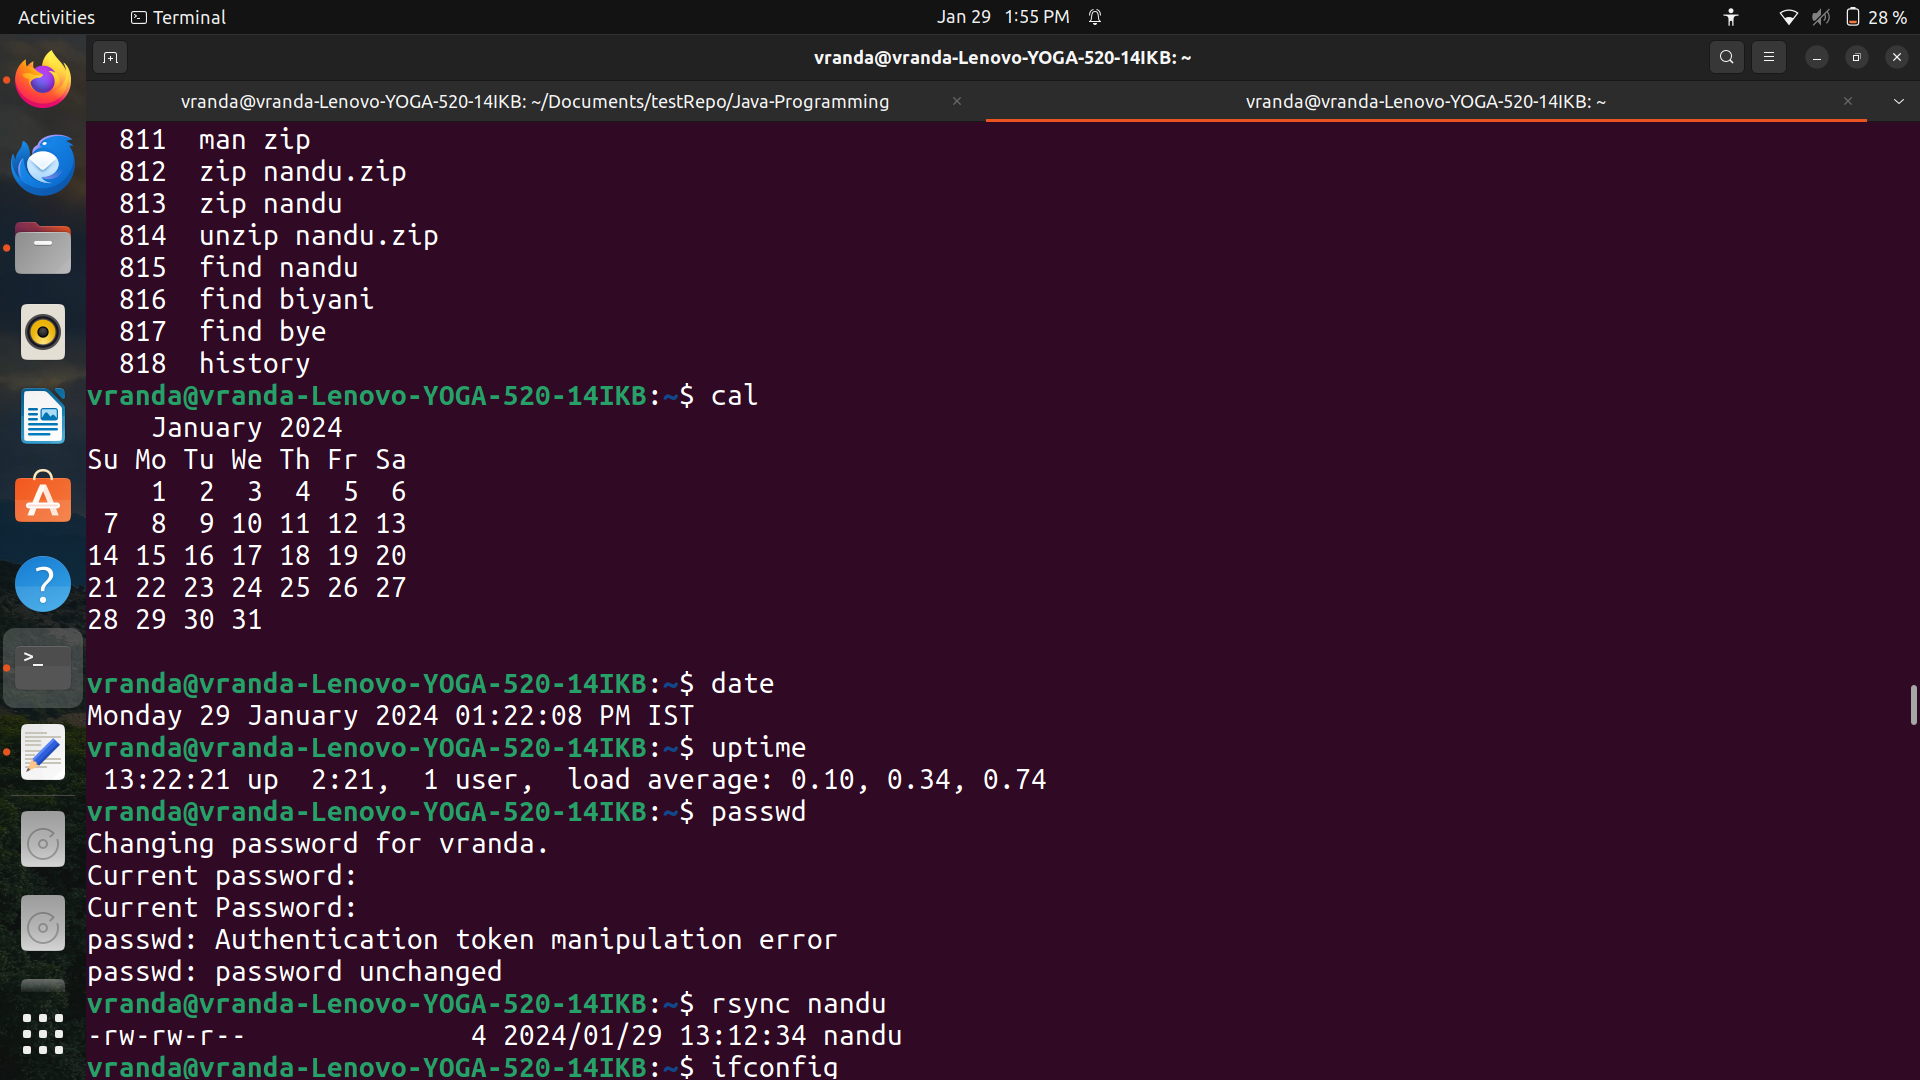 Activities Terminal Jan 29 1:55 PM 28 %
vranda@vranda-Lenovo-YOGA-520-14IKB: ~
vranda@vranda-Lenovo-YOGA-520-14IKB: ~/Documents/testRepo/Java-Programming × vranda@vranda-Lenovo-YOGA-520-14IKB: ~ ×
811 man zip
812 zip nandu.zip
813 zip nandu
814 unzip nandu.zip
815 find nandu
816 find biyani
817 find bye
818 history
vranda@vranda-Lenovo-YOGA-520-14IKB:~$ cal
January 2024
Su Mo Tu We Th Fr Sa
1 2 3 4 5 6
7 8 9 10 11 12 13
14 15 16 17 18 19 20
21 22 23 24 25 26 27
28 29 30 31
vranda@vranda-Lenovo-YOGA-520-14IKB:~$ date
Monday 29 January 2024 01:22:08 PM IST
vranda@vranda-Lenovo-YOGA-520-14IKB:~$ uptime
13:22:21 up 2:21, 1 user, load average: 0.10, 0.34, 0.74
vranda@vranda-Lenovo-YOGA-520-14IKB:~$ passwd
Changing password for vranda.
Current password:
Current Password:
passwd: Authentication token manipulation error
passwd: password unchanged
vranda@vranda-Lenovo-YOGA-520-14IKB:~$ rsync nandu
-rw-rw-r-- 4 2024/01/29 13:12:34 nandu
vranda@vranda-Lenovo-YOGA-520-14IKB:~$ ifconfig